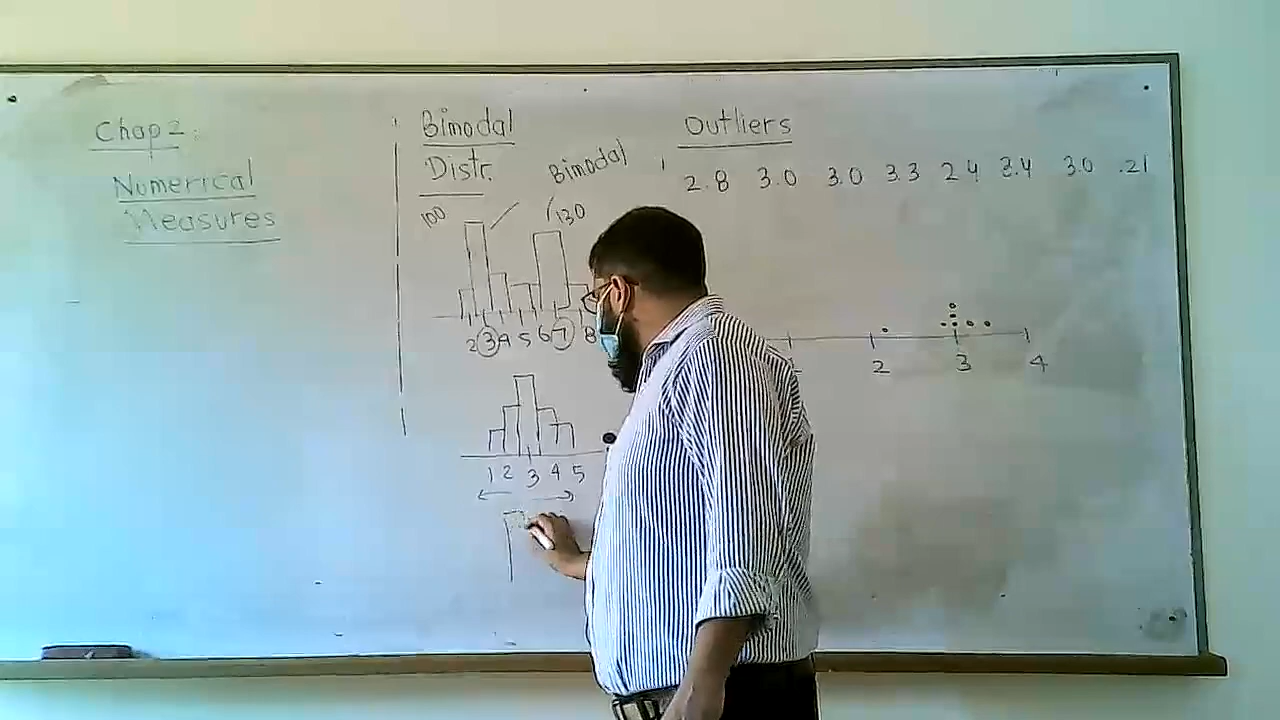 Chap 2:
Numerical
Measures
Bimodal
Distr.
Bimodal
100
130
2 3 4 5 6 7 8
1 2 3 4 5
Outliers
2.8 3.0 3.0 3.3 2.4 3.4 3.0 .21
2 3 4